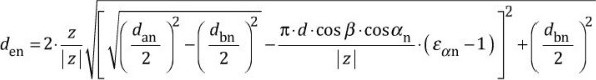 d_en = 2 · z/|z| √([√((d_an/2)² − (d_bn/2)²) − (π · d · cos β · cos α_n)/|z| · (ε_αn − 1)]² + (d_bn/2)²)